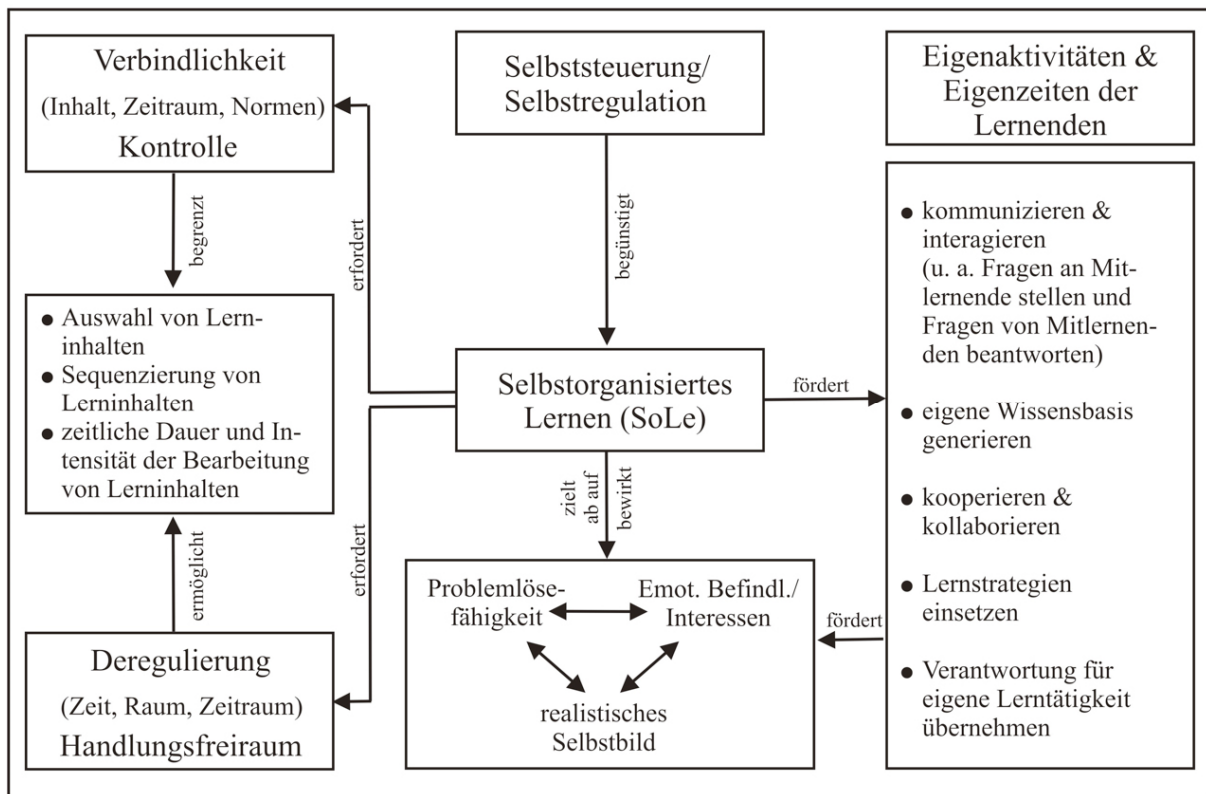 Verbindlichkeit
(Inhalt, Zeitraum, Normen)
Kontrolle
begrenzt
● Auswahl von Lern-
inhalten
● Sequenzierung von
Lerninhalten
● zeitliche Dauer und In-
tensität der Bearbeitung
von Lerninhalten
ermöglicht
Deregulierung
(Zeit, Raum, Zeitraum)
Handlungsfreiraum
erfordert
erfordert
Selbststeuerung/
Selbstregulation
begünstigt
Selbstorganisiertes
Lernen (SoLe)
zielt
ab auf
bewirkt
Problemlöse-
fähigkeit
Emot. Befindl./
Interessen
realistisches
Selbstbild
fördert
fördert
Eigenaktivitäten &
Eigenzeiten der
Lernenden
● kommunizieren &
interagieren
(u. a. Fragen an Mit-
lernende stellen und
Fragen von Mitlernen-
den beantworten)
● eigene Wissensbasis
generieren
● kooperieren &
kollaborieren
● Lernstrategien
einsetzen
● Verantwortung für
eigene Lerntätigkeit
übernehmen